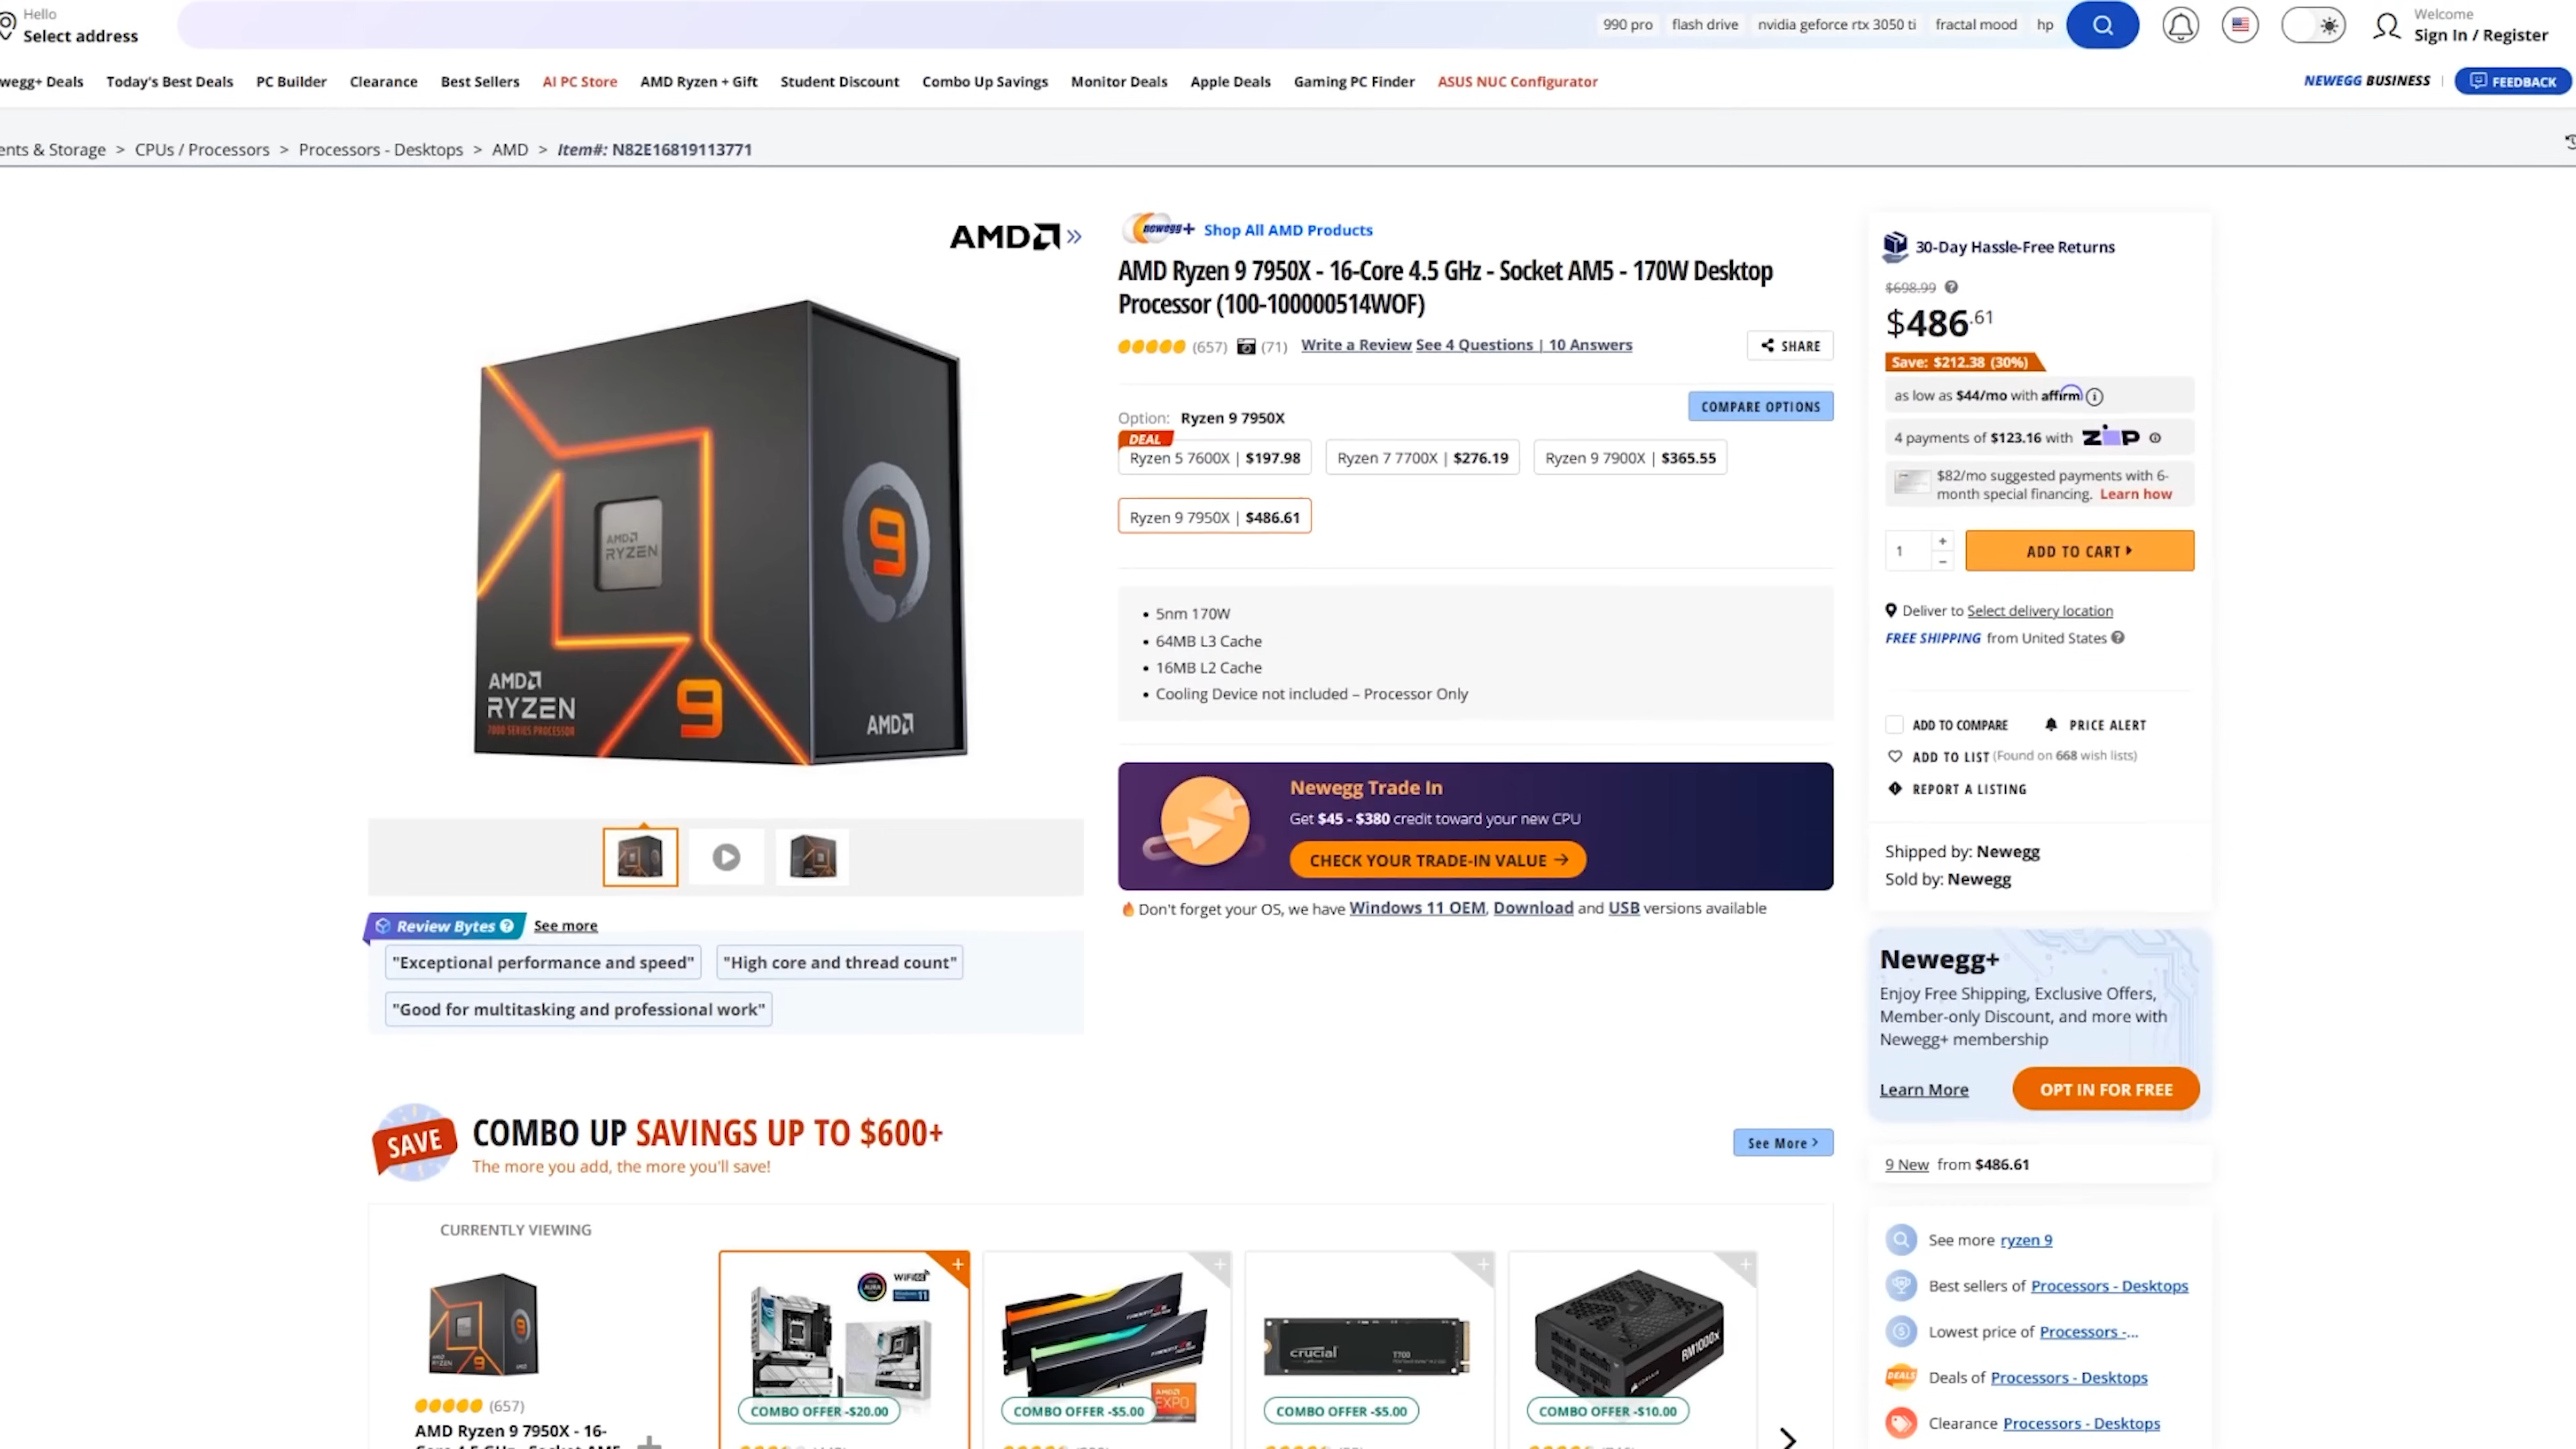 Hello
Select address
990 pro flash drive nvidia geforce rtx 3050 ti fractal mood hp
Welcome
Sign In / Register
wegg+ Deals Today's Best Deals PC Builder Clearance Best Sellers AI PC Store AMD Ryzen + Gift Student Discount Combo Up Savings Monitor Deals Apple Deals Gaming PC Finder ASUS NUC Configurator
NEWEGG BUSINESS | FEEDBACK
ents & Storage > CPUs / Processors > Processors - Desktops > AMD > Item#: N82E16819113771
AMD
AMD
RYZEN
9
AMD
RYZEN
7000 SERIES PROCESSOR
9
AMD
Review Bytes ? See more
"Exceptional performance and speed" "High core and thread count"
"Good for multitasking and professional work"
newegg+ Shop All AMD Products
AMD Ryzen 9 7950X - 16-Core 4.5 GHz - Socket AM5 - 170W Desktop
Processor (100-100000514WOF)
(657) (71) Write a Review See 4 Questions | 10 Answers
SHARE
Option: Ryzen 9 7950X
COMPARE OPTIONS
DEAL
Ryzen 5 7600X | $197.98 Ryzen 7 7700X | $276.19 Ryzen 9 7900X | $365.55
Ryzen 9 7950X | $486.61
• 5nm 170W
• 64MB L3 Cache
• 16MB L2 Cache
• Cooling Device not included – Processor Only
Newegg Trade In
Get $45 - $380 credit toward your new CPU
CHECK YOUR TRADE-IN VALUE →
Don't forget your OS, we have Windows 11 OEM, Download and USB versions available
30-Day Hassle-Free Returns
$698.99 ?
$486.61
Save: $212.38 (30%)
as low as $44/mo with affirm
4 payments of $123.16 with ZIP
$82/mo suggested payments with 6-
month special financing. Learn how
1 + −
ADD TO CART
Deliver to Select delivery location
FREE SHIPPING from United States ?
ADD TO COMPARE PRICE ALERT
ADD TO LIST (Found on 668 wish lists)
REPORT A LISTING
Shipped by: Newegg
Sold by: Newegg
Newegg+
Enjoy Free Shipping, Exclusive Offers,
Member-only Discount, and more with
Newegg+ membership
Learn More
OPT IN FOR FREE
9 New from $486.61
See more ryzen 9
Best sellers of Processors - Desktops
Lowest price of Processors -...
DEALS
Deals of Processors - Desktops
Clearance Processors - Desktops
SAVE
COMBO UP SAVINGS UP TO $600+
The more you add, the more you'll save!
See More >
CURRENTLY VIEWING
9
(657)
AMD Ryzen 9 7950X - 16-
WiFi
11
COMBO OFFER -$20.00
AMD
EXPO
COMBO OFFER -$5.00
crucial
T700
COMBO OFFER -$5.00
RM1000x
COMBO OFFER -$10.00